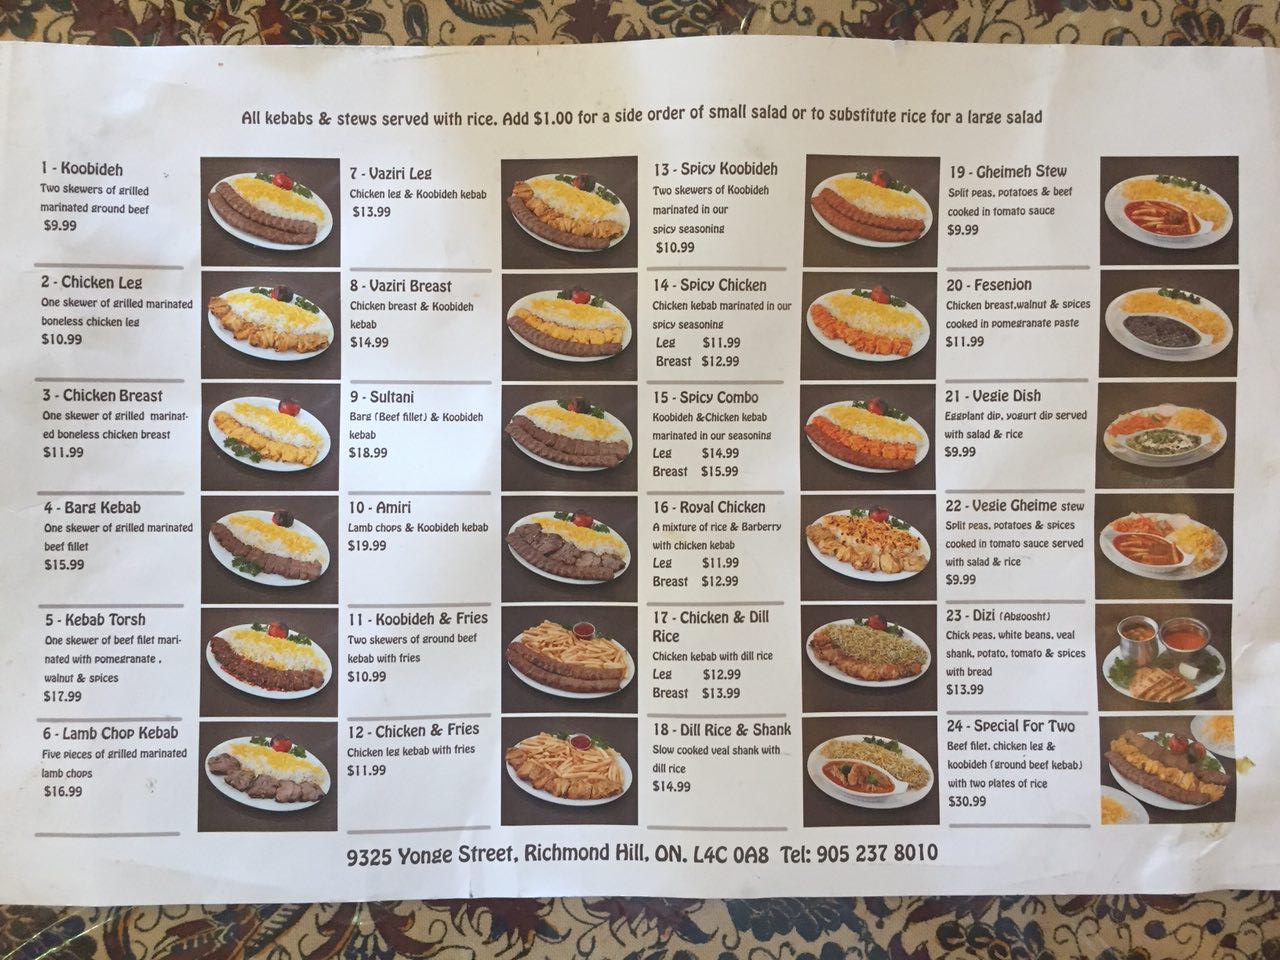 All kebabs & stews served with rice. Add $1.00 for a side order of small salad or to substitute rice for a large salad
1 - Koobideh
Two skewers of grilled
marinated ground beef
$9.99
2 - Chicken Leg
One skewer of grilled marinated
boneless chicken leg
$10.99
3 - Chicken Breast
One skewer of grilled marinat-
ed boneless chicken breast
$11.99
4 - Barg Kebab
One skewer of grilled marinated
beef fillet
$15.99
5 - Kebab Torsh
One skewer of beef filet mari-
nated with pomegranate ,
walnut & spices
$17.99
6 - Lamb Chop Kebab
Five pieces of grilled marinated
lamb chops
$16.99
7 - Vaziri Leg
Chicken leg & Koobideh kebab
$13.99
8 - Vaziri Breast
Chicken breast & Koobideh
kebab
$14.99
9 - Sultani
Barg (Beef fillet) & Koobideh
kebab
$18.99
10 - Amiri
Lamb chops & Koobideh kebab
$19.99
11 - Koobideh & Fries
Two skewers of ground beef
kebab with fries
$10.99
12 - Chicken & Fries
Chicken leg kebab with fries
$11.99
13 - Spicy Koobideh
Two skewers of Koobideh
marinated in our
spicy seasoning
$10.99
14 - Spicy Chicken
Chicken kebab marinated in our
spicy seasoning
Leg $11.99
Breast $12.99
15 - Spicy Combo
Koobideh &Chicken kebab
marinated in our seasoning
Leg $14.99
Breast $15.99
16 - Royal Chicken
A mixture of rice & Barberry
with chicken kebab
Leg $11.99
Breast $12.99
17 - Chicken & Dill
Rice
Chicken kebab with dill rice
Leg $12.99
Breast $13.99
18 - Dill Rice & Shank
Slow cooked veal shank with
dill rice
$14.99
19 - Gheimeh Stew
Split peas, potatoes & beef
cooked in tomato sauce
$9.99
20 - Fesenjon
Chicken breast,walnut & spices
cooked in pomegranate paste
$11.99
21 - Vegie Dish
Eggplant dip, yogurt dip served
with salad & rice
$9.99
22 - Vegie Gheime stew
Split peas, potatoes & spices
cooked in tomato sauce served
with salad & rice
$9.99
23 - Dizi (Abgoosht)
Chick peas, white beans, veal
shank, potato, tomato & spices
with bread
$13.99
24 - Special For Two
Beef filet, chicken leg &
koobideh (ground beef kebab)
with two plates of rice
$30.99
9325 Yonge Street, Richmond Hill, ON. L4C 0A8 Tel: 905 237 8010